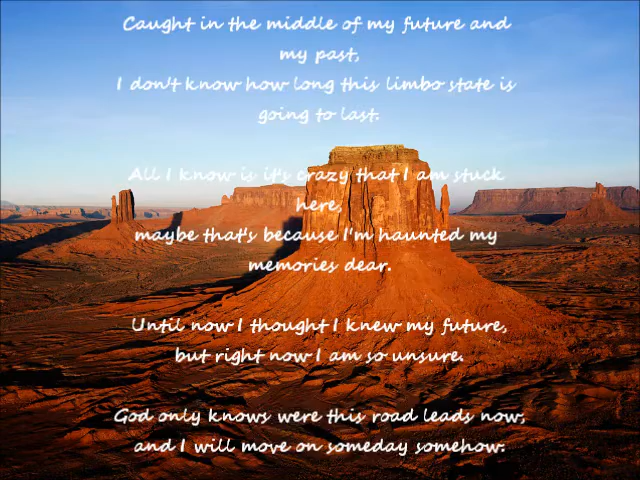 Caught in the middle of my future and
my past,
I don't know how long this limbo state is
going to last.
All I know is it's crazy that I am stuck
here,
maybe that's because I'm haunted my
memories dear.
Until now I thought I knew my future,
but right now I am so unsure.
God only knows were this road leads now,
and I will move on someday somehow.